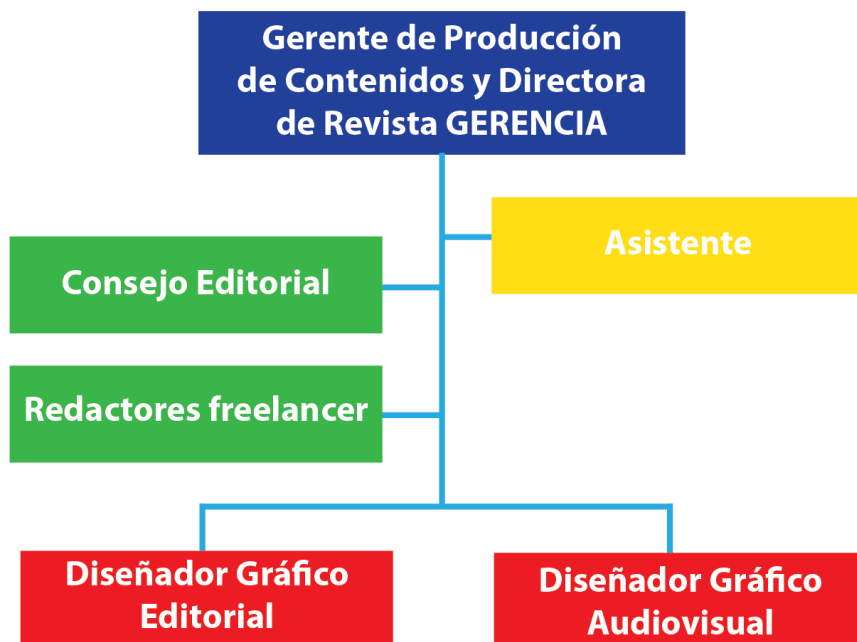 Gerente de Producción
de Contenidos y Directora
de Revista GERENCIA
Asistente
Consejo Editorial
Redactores freelancer
Diseñador Gráfico
Editorial
Diseñador Gráfico
Audiovisual